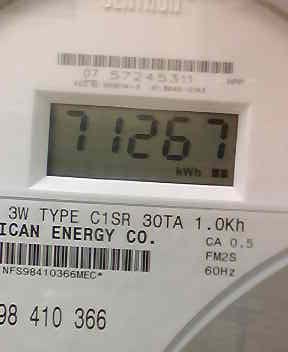 CENTRON
07 57245311
71267
kWh
3W TYPE C1SR 30TA 1.0Kh
ICAN ENERGY CO.
CA 0.5
FM2S
NFS98410366MEC*
60Hz
98 410 366